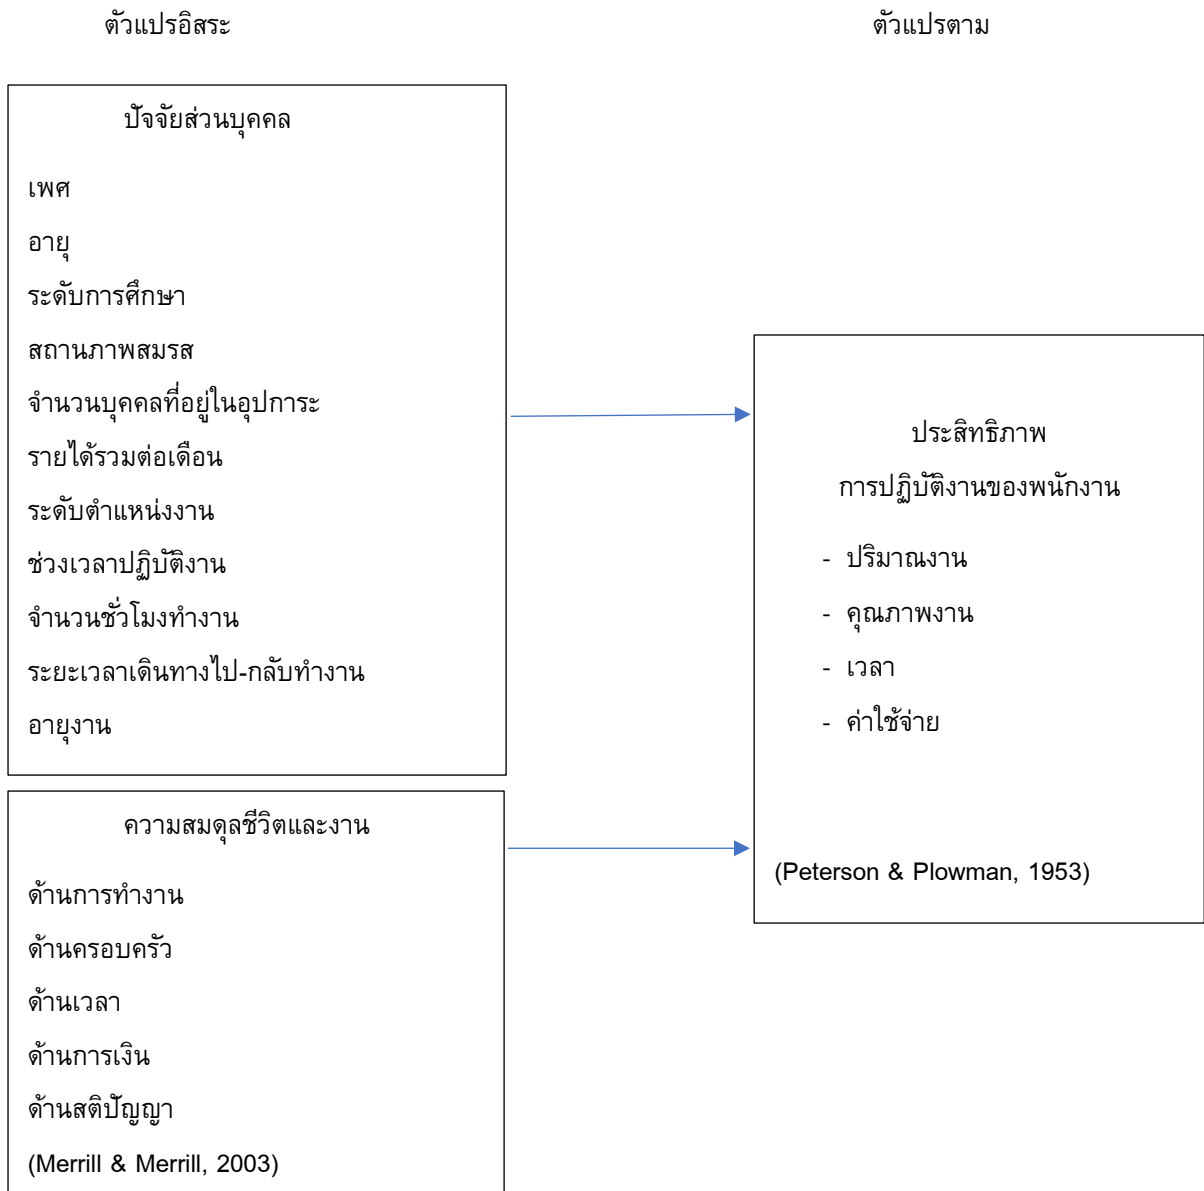 ตัวแปรอิสระ
ตัวแปรตาม
ปัจจัยส่วนบุคคล
เพศ
อายุ
ระดับการศึกษา
สถานภาพสมรส
จำนวนบุคคลที่อยู่ในอุปการะ
รายได้รวมต่อเดือน
ระดับตำแหน่งงาน
ช่วงเวลาปฏิบัติงาน
จำนวนชั่วโมงทำงาน
ระยะเวลาเดินทางไป-กลับทำงาน
อายุงาน
ความสมดุลชีวิตและงาน
ด้านการทำงาน
ด้านครอบครัว
ด้านเวลา
ด้านการเงิน
ด้านสติปัญญา
(Merrill & Merrill, 2003)
ประสิทธิภาพ
การปฏิบัติงานของพนักงาน
- ปริมาณงาน
- คุณภาพงาน
- เวลา
- ค่าใช้จ่าย
(Peterson & Plowman, 1953)